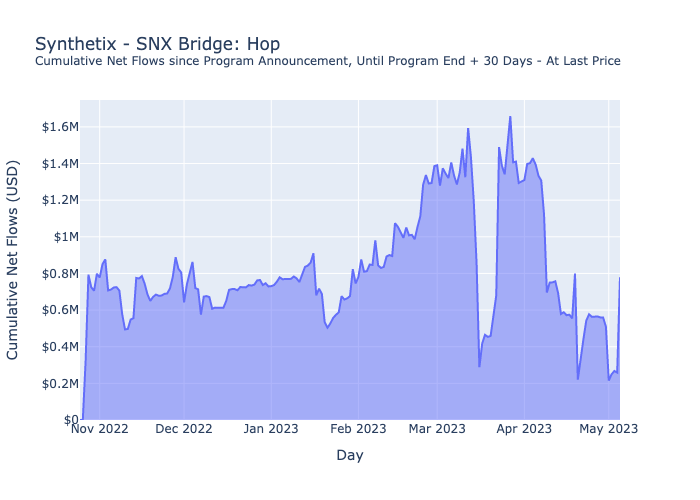 Synthetix - SNX Bridge: Hop
Cumulative Net Flows since Program Announcement, Until Program End + 30 Days - At Last Price
Cumulative Net Flows (USD)
$1.6M
$1.4M
$1.2M
$1M
$0.8M
$0.6M
$0.4M
$0.2M
$0
Nov 2022 Dec 2022 Jan 2023 Feb 2023 Mar 2023 Apr 2023 May 2023
Day